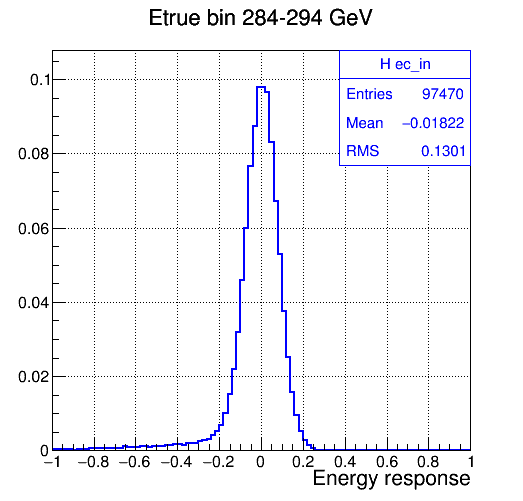 Etrue bin 284-294 GeV
H ec_in
Entries 97470
Mean −0.01822
RMS 0.1301
0.1
0.08
0.06
0.04
0.02
0
−1 −0.8 −0.6 −0.4 −0.2 0 0.2 0.4 0.6 0.8 1
Energy response